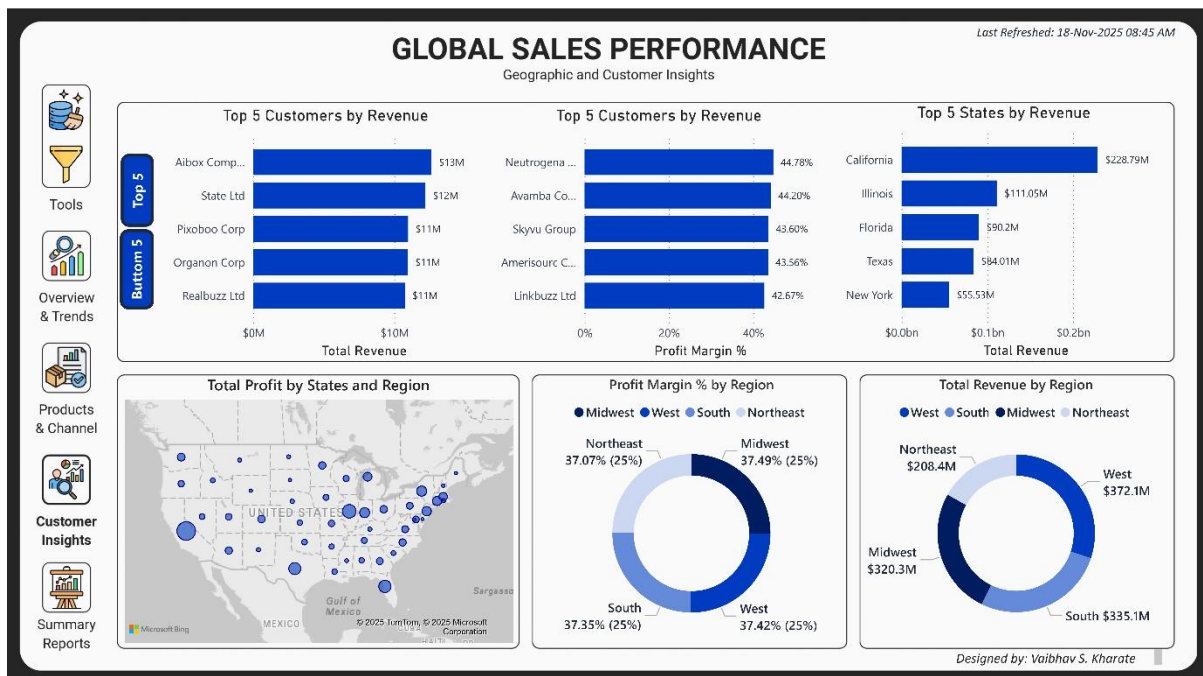 Last Refreshed: 18-Nov-2025 08:45 AM
GLOBAL SALES PERFORMANCE
Geographic and Customer Insights
Tools
Overview
& Trends
Products
& Channel
Customer
Insights
Summary
Reports
Top 5
Buttom 5
Top 5 Customers by Revenue
Aibox Comp...
$13M
State Ltd
$12M
Pixoboo Corp
$11M
Organon Corp
$11M
Realbuzz Ltd
$11M
$0M
$10M
Total Revenue
Top 5 Customers by Revenue
Neutrogena ...
44.78%
Avamba Co...
44.20%
Skyvu Group
43.60%
Amerisourc C...
43.56%
Linkbuzz Ltd
42.67%
0%
20%
40%
Profit Margin %
Top 5 States by Revenue
California
$228.79M
Illinois
$111.05M
Florida
$90.2M
Texas
$84.01M
New York
$55.53M
$0.0bn
$0.1bn
$0.2bn
Total Revenue
Total Profit by States and Region
UNITED STATES
Gulf of
Mexico
MEXICO
Sargasso
CUBA
HAITI
Microsoft Bing
© 2025 TomTom, © 2025 Microsoft
Corporation
Profit Margin % by Region
Midwest West South Northeast
Northeast
37.07% (25%)
Midwest
37.49% (25%)
South
37.35% (25%)
West
37.42% (25%)
Total Revenue by Region
West South Midwest Northeast
Northeast
$208.4M
West
$372.1M
Midwest
$320.3M
South $335.1M
Designed by: Vaibhav S. Kharate